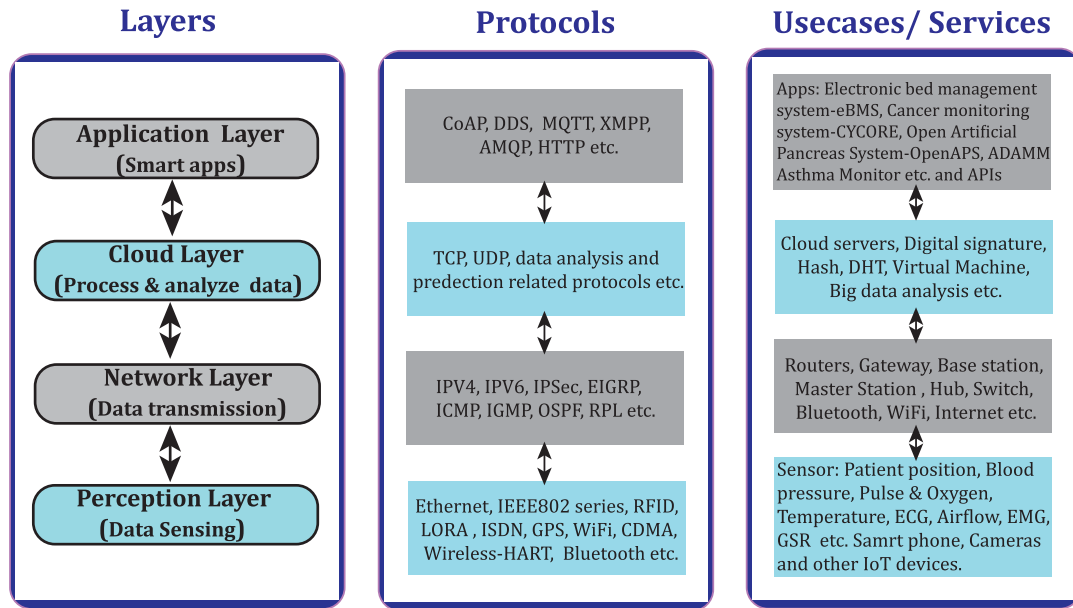 Layers
Application Layer
(Smart apps)
Cloud Layer
(Process & analyze data)
Network Layer
(Data transmission)
Perception Layer
(Data Sensing)
Protocols
CoAP, DDS, MQTT, XMPP,
AMQP, HTTP etc.
TCP, UDP, data analysis and
predection related protocols etc.
IPV4, IPV6, IPSec, EIGRP,
ICMP, IGMP, OSPF, RPL etc.
Ethernet, IEEE802 series, RFID,
LORA , ISDN, GPS, WiFi, CDMA,
Wireless-HART, Bluetooth etc.
Usecases/ Services
Apps: Electronic bed management
system-eBMS, Cancer monitoring
system-CYCORE, Open Artificial
Pancreas System-OpenAPS, ADAMM
Asthma Monitor etc. and APIs
Cloud servers, Digital signature,
Hash, DHT, Virtual Machine,
Big data analysis etc.
Routers, Gateway, Base station,
Master Station , Hub, Switch,
Bluetooth, WiFi, Internet etc.
Sensor: Patient position, Blood
pressure, Pulse & Oxygen,
Temperature, ECG, Airflow, EMG,
GSR etc. Samrt phone, Cameras
and other IoT devices.